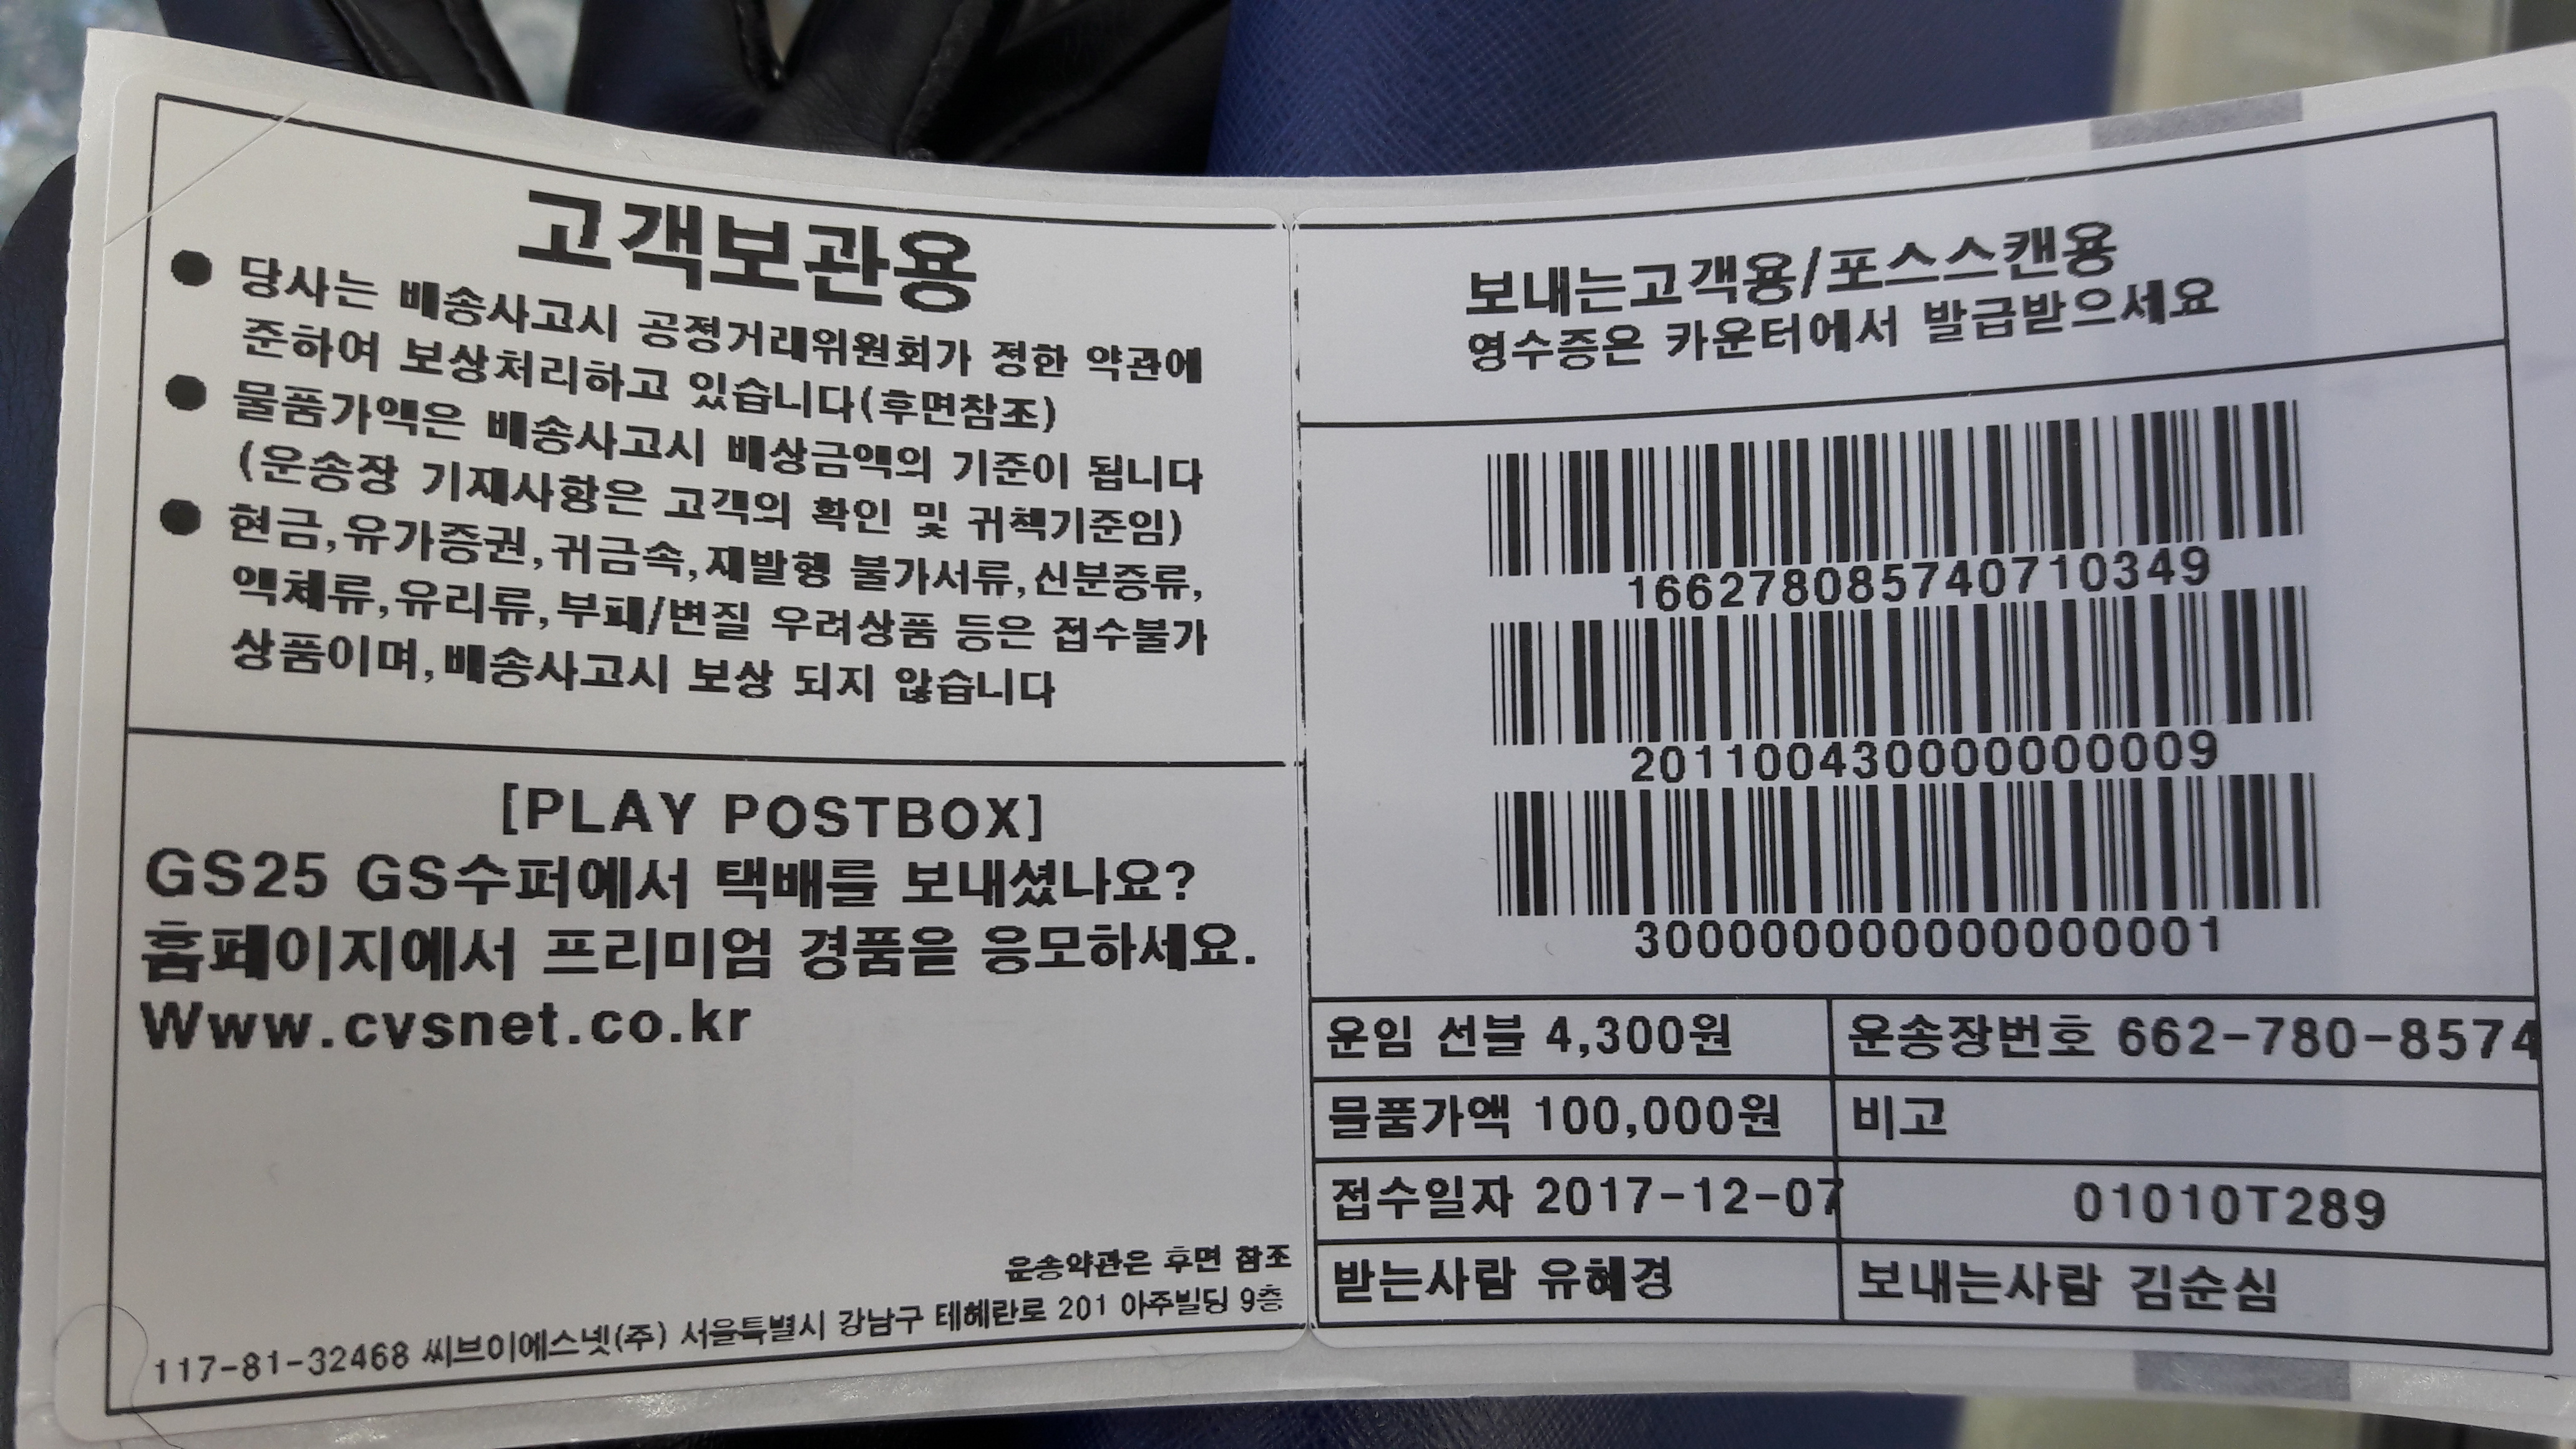 고객보관용
● 당사는 배송사고시 공정거래위원회가 정한 약관에
준하여 보상처리하고 있습니다(후면참조)
● 물품가액은 배송사고시 배상금액의 기준이 됩니다
(운송장 기재사항은 고객의 확인 및 귀책기준임)
● 현금,유가증권,귀금속,재발행 불가서류,신분증류,
액체류,유리류,부패/변질 우려상품 등은 접수불가
상품이며,배송사고시 보상 되지 않습니다
[PLAY POSTBOX]
GS25 GS수퍼에서 택배를 보내셨나요?
홈페이지에서 프리미엄 경품을 응모하세요.
Www.cvsnet.co.kr
운송약관은 후면 참조
117-81-32468 씨브이에스넷(주) 서울특별시 강남구 테헤란로 201 아주빌딩 9층
보내는고객용/포스스캔용
영수증은 카운터에서 발급받으세요
166278085740710349
201100430000000009
300000000000000001
운임 선불 4,300원
운송장번호 662-780-8574
물품가액 100,000원
비고
접수일자 2017-12-07
01010T289
받는사람 유혜경
보내는사람 김순심